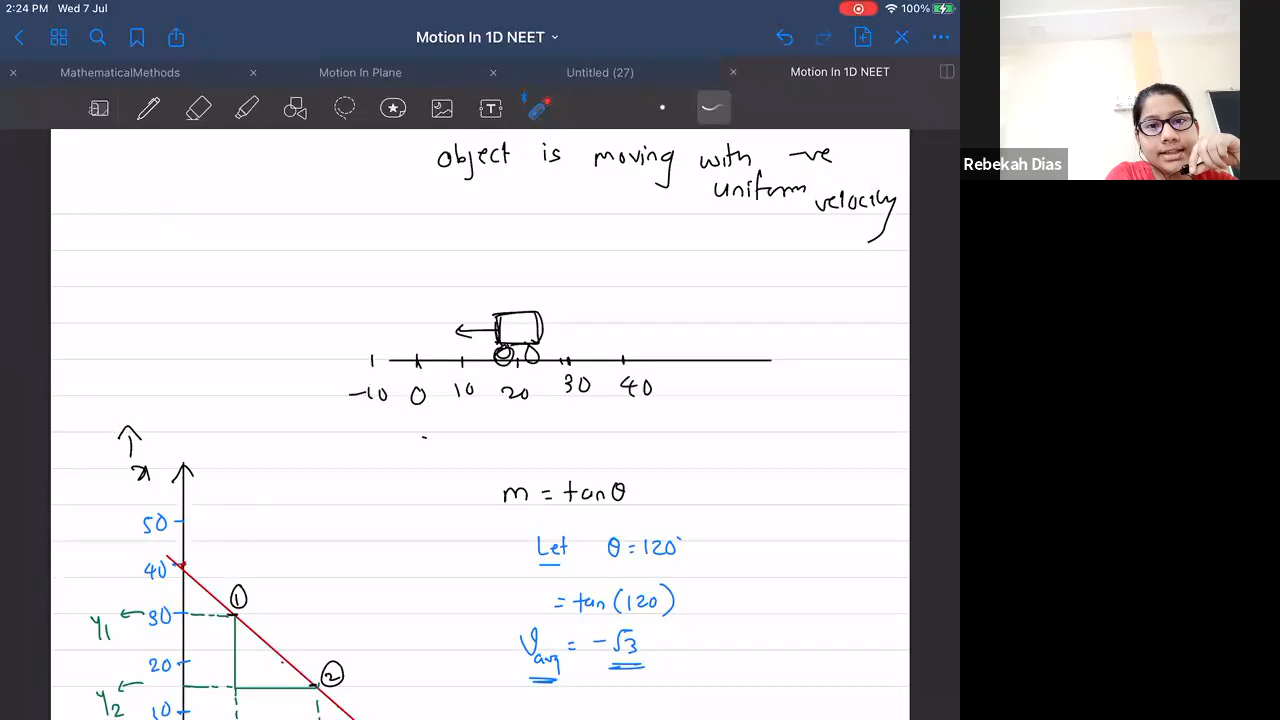 2:24 PM Wed 7 Jul
100%
Motion In 1D NEET
MathematicalMethods
Motion In Plane
Untitled (27)
Motion In 1D NEET
T
Rebekah Dias
object is moving with -ve
uniform velocity
-10 0 10 20 30 40
x
m = tanθ
50
Let θ = 120°
40
= tan (120)
1
y1 30
Vavg = -√3
20
2
y2
10